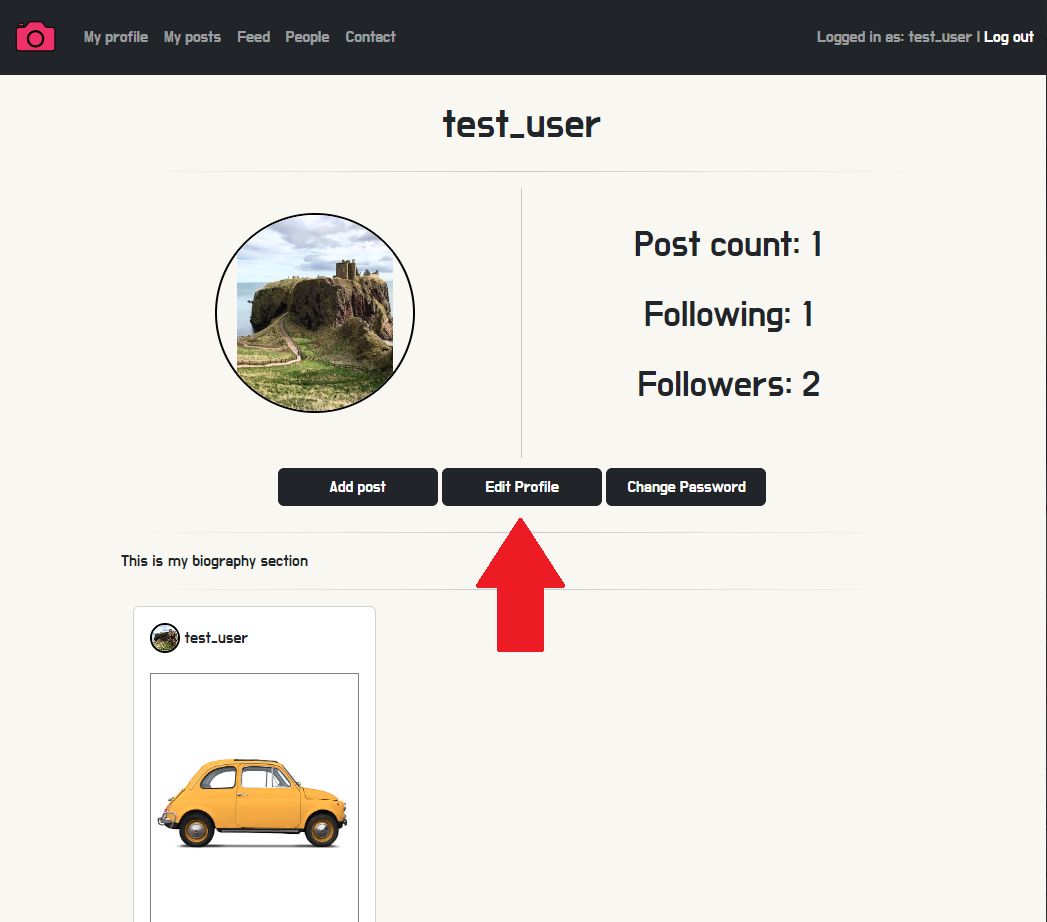 My profile My posts Feed People Contact Logged in as: test_user | Log out
test_user
Post count: 1
Following: 1
Followers: 2
Add post Edit Profile Change Password
This is my biography section
test_user